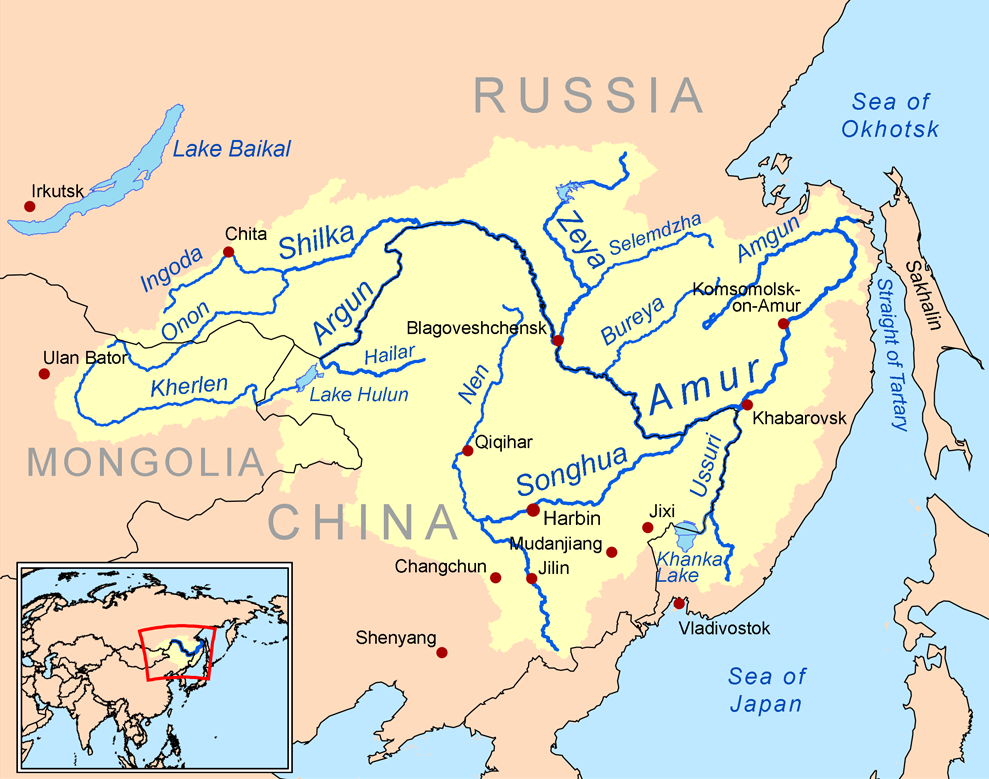 RUSSIA
Sea of
Okhotsk
Lake Baikal
Irkutsk
Chita
Shilka
Ingoda
Onon
Argun
Zeya
Selemdzha
Amgun
Komsomolsk-
on-Amur
Bureya
Blagoveshchensk
Sakhalin
Straight of Tartary
Ulan Bator
Kherlen
Hailar
Lake Hulun
Nen
Amur
Khabarovsk
MONGOLIA
Qiqihar
Songhua
Ussuri
CHINA
Harbin
Jixi
Mudanjiang
Khanka
Lake
Changchun
Jilin
Vladivostok
Shenyang
Sea of
Japan